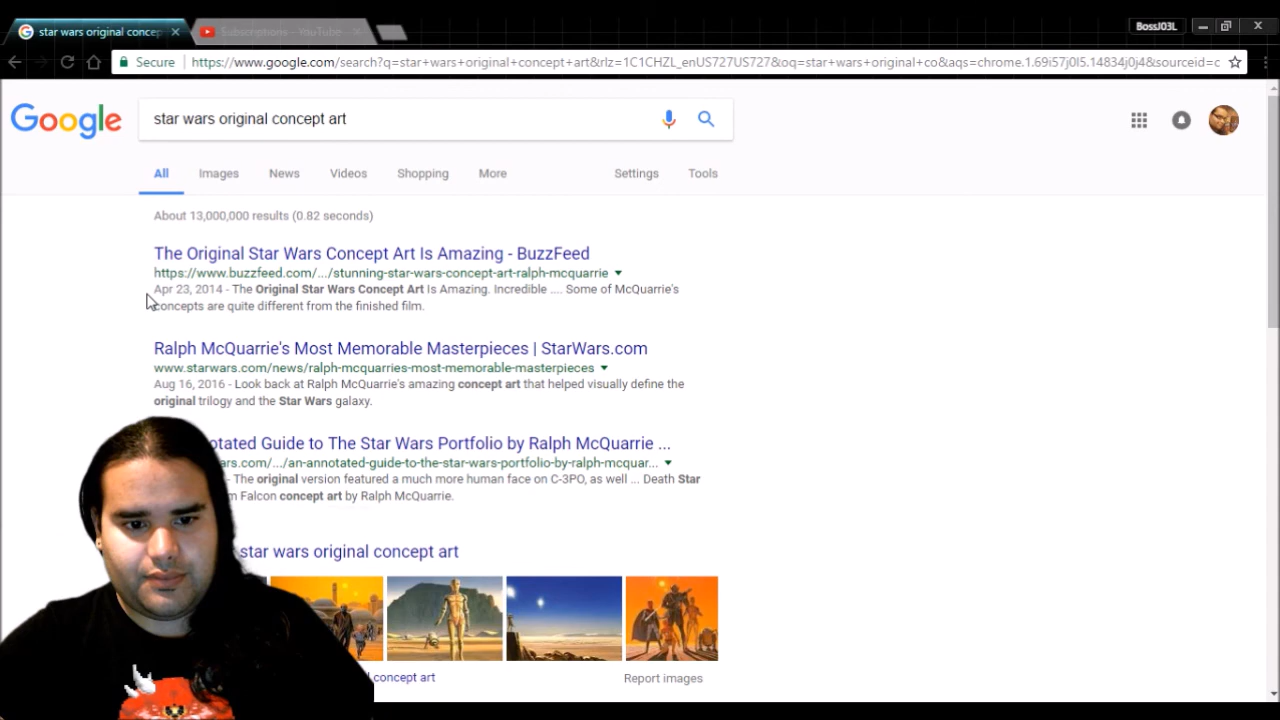 star wars original concep
Subscriptions - YouTube
BossJ03L
Secure
https://www.google.com/search?q=star+wars+original+concept+art&rlz=1C1CHZL_enUS727US727&oq=star+wars+original+co&aqs=chrome.1.69i57j0l5.14834j0j4&sourceid=c
Google
star wars original concept art
All Images News Videos Shopping More Settings Tools
About 13,000,000 results (0.82 seconds)
The Original Star Wars Concept Art Is Amazing - BuzzFeed
https://www.buzzfeed.com/.../stunning-star-wars-concept-art-ralph-mcquarrie
Apr 23, 2014 - The Original Star Wars Concept Art Is Amazing. Incredible .... Some of McQuarrie's
concepts are quite different from the finished film.
Ralph McQuarrie's Most Memorable Masterpieces | StarWars.com
www.starwars.com/news/ralph-mcquarries-most-memorable-masterpieces
Aug 16, 2016 - Look back at Ralph McQuarrie's amazing concept art that helped visually define the
original trilogy and the Star Wars galaxy.
otated Guide to The Star Wars Portfolio by Ralph McQuarrie ...
ars.com/.../an-annotated-guide-to-the-star-wars-portfolio-by-ralph-mcquar...
- The original version featured a much more human face on C-3PO, as well ... Death Star
m Falcon concept art by Ralph McQuarrie.
star wars original concept art
concept art
Report images